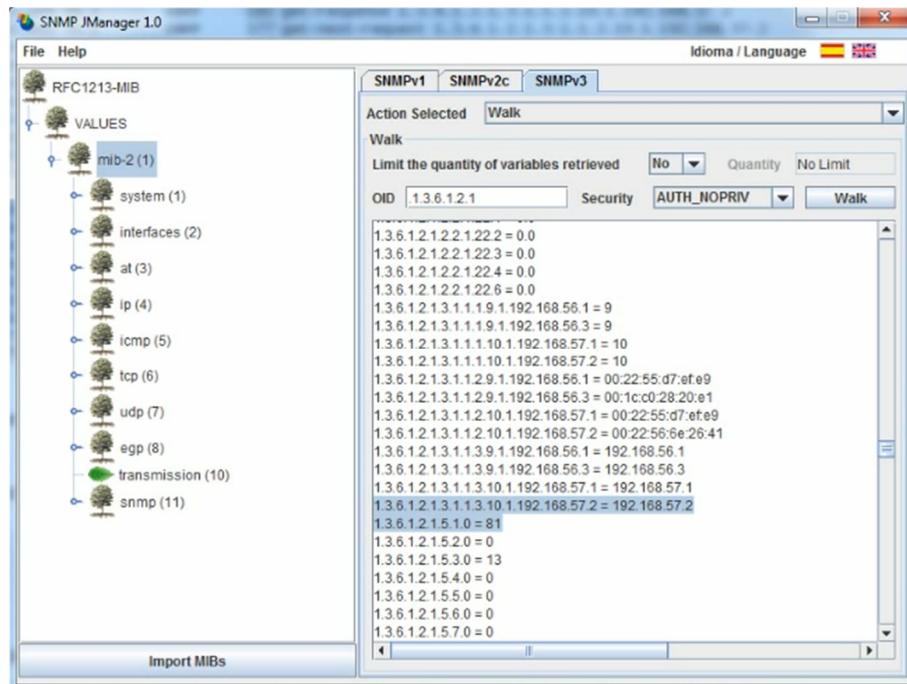 SNMP JManager 1.0
File Help
Idioma / Language
RFC1213-MIB
VALUES
mib-2 (1)
system (1)
interfaces (2)
at (3)
ip (4)
icmp (5)
tcp (6)
udp (7)
egp (8)
transmission (10)
snmp (11)
Import MIBs
SNMPv1 SNMPv2c SNMPv3
Action Selected Walk
Walk
Limit the quantity of variables retrieved No Quantity No Limit
OID .1.3.6.1.2.1 Security AUTH_NOPRIV Walk
1.3.6.1.2.1.2.2.1.22.2 = 0.0
1.3.6.1.2.1.2.2.1.22.3 = 0.0
1.3.6.1.2.1.2.2.1.22.4 = 0.0
1.3.6.1.2.1.2.2.1.22.6 = 0.0
1.3.6.1.2.1.3.1.1.1.9.1.192.168.56.1 = 9
1.3.6.1.2.1.3.1.1.1.9.1.192.168.56.3 = 9
1.3.6.1.2.1.3.1.1.1.10.1.192.168.57.1 = 10
1.3.6.1.2.1.3.1.1.1.10.1.192.168.57.2 = 10
1.3.6.1.2.1.3.1.1.2.9.1.192.168.56.1 = 00:22:55:d7:ef:e9
1.3.6.1.2.1.3.1.1.2.9.1.192.168.56.3 = 00:1c:c0:28:20:e1
1.3.6.1.2.1.3.1.1.2.10.1.192.168.57.1 = 00:22:55:d7:ef:e9
1.3.6.1.2.1.3.1.1.2.10.1.192.168.57.2 = 00:22:56:6e:26:41
1.3.6.1.2.1.3.1.1.3.9.1.192.168.56.1 = 192.168.56.1
1.3.6.1.2.1.3.1.1.3.9.1.192.168.56.3 = 192.168.56.3
1.3.6.1.2.1.3.1.1.3.10.1.192.168.57.1 = 192.168.57.1
1.3.6.1.2.1.3.1.1.3.10.1.192.168.57.2 = 192.168.57.2
1.3.6.1.2.1.5.1.0 = 81
1.3.6.1.2.1.5.2.0 = 0
1.3.6.1.2.1.5.3.0 = 13
1.3.6.1.2.1.5.4.0 = 0
1.3.6.1.2.1.5.5.0 = 0
1.3.6.1.2.1.5.6.0 = 0
1.3.6.1.2.1.5.7.0 = 0